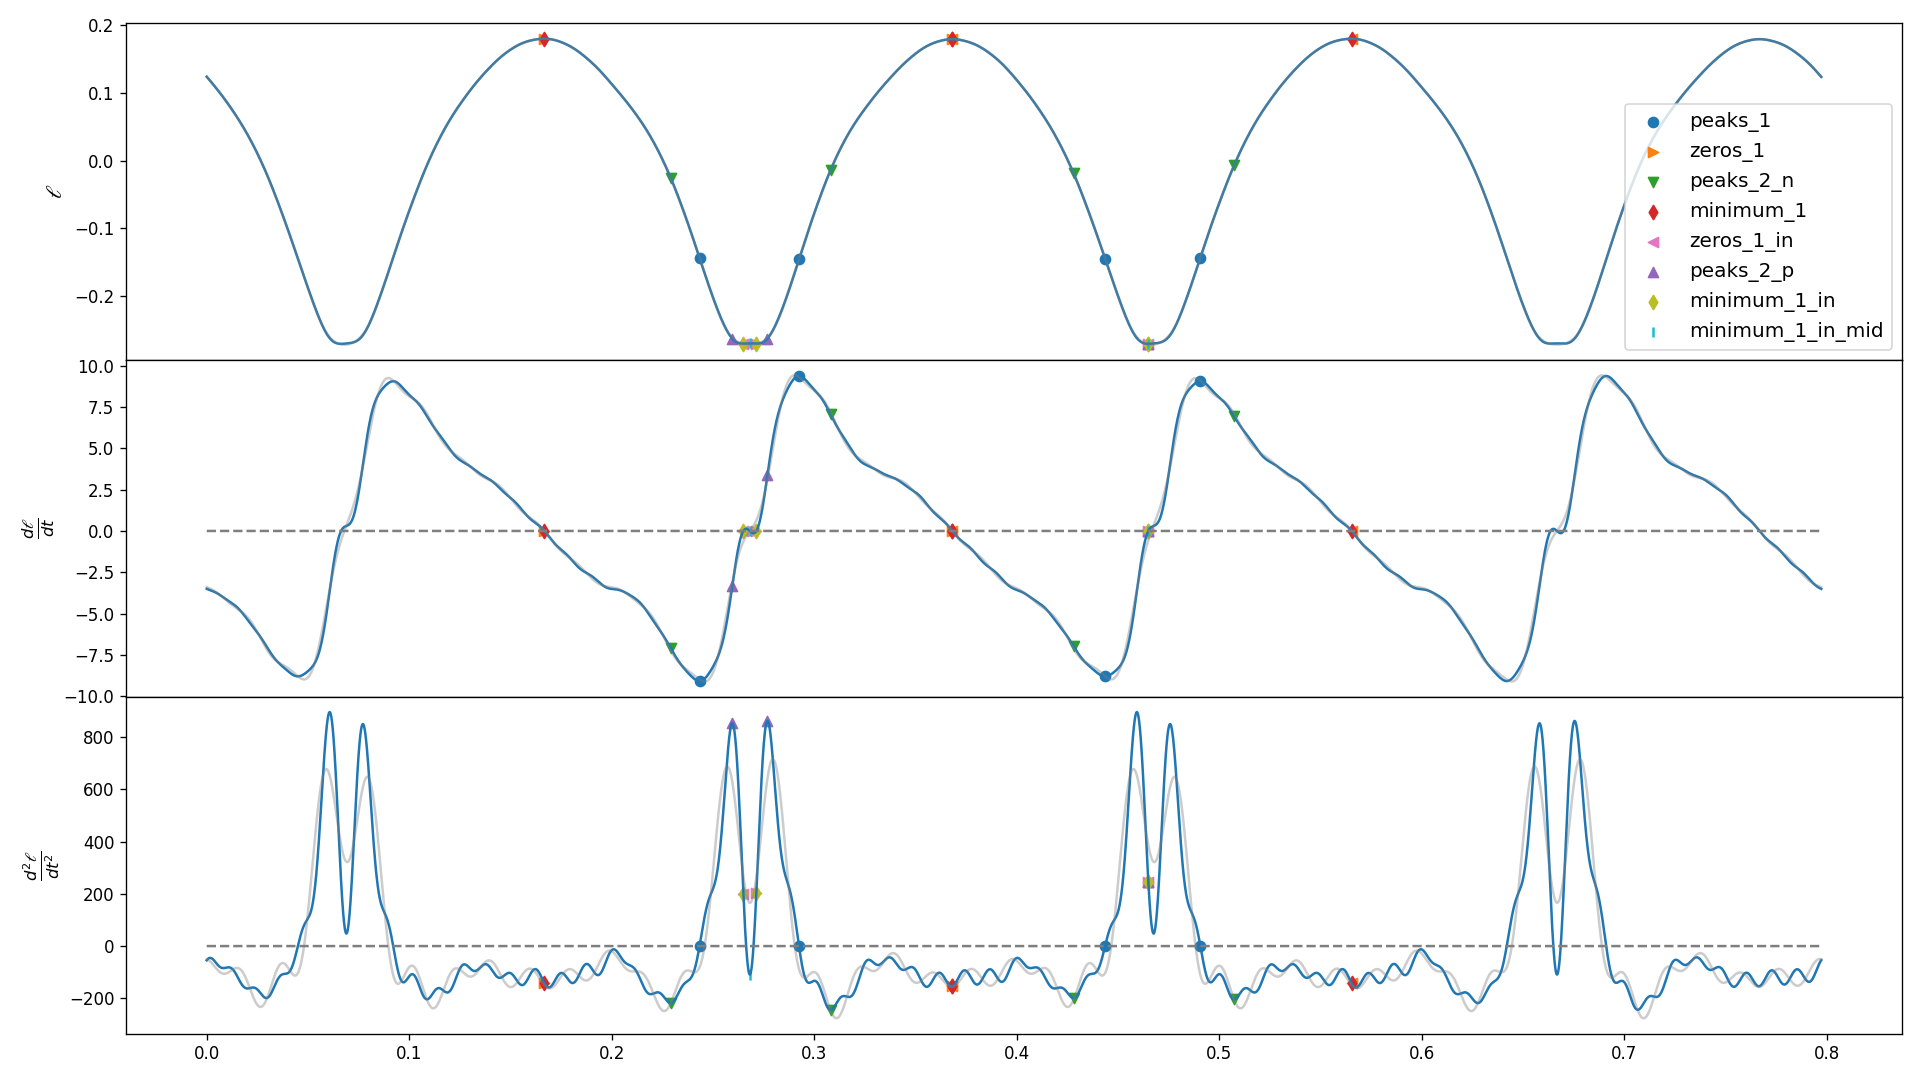 0.2
0.1
0.0
−0.1
−0.2
ℓ
peaks_1
zeros_1
peaks_2_n
minimum_1
zeros_1_in
peaks_2_p
minimum_1_in
minimum_1_in_mid
10.0
7.5
5.0
2.5
0.0
−2.5
−5.0
−7.5
−10.0
dℓ
dt
800
600
400
200
0
−200
d²ℓ
dt²
0.0 0.1 0.2 0.3 0.4 0.5 0.6 0.7 0.8